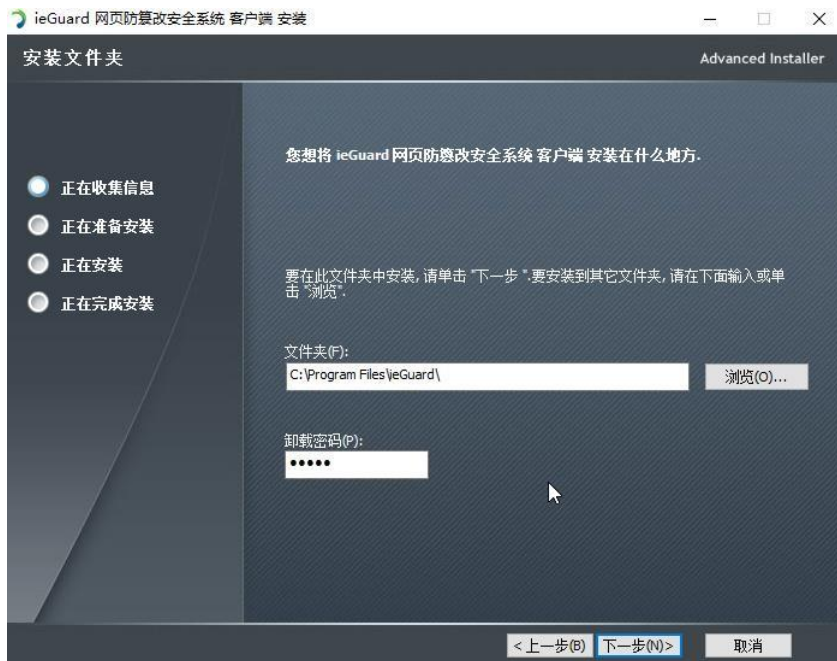 ieGuard 网页防篡改安全系统 客户端 安装
安装文件夹
Advanced Installer
您想将 ieGuard 网页防篡改安全系统 客户端 安装在什么地方.
正在收集信息
正在准备安装
正在安装
正在完成安装
要在此文件夹中安装, 请单击 "下一步 ".要安装到其它文件夹, 请在下面输入或单
击 "浏览".
文件夹(F):
C:\Program Files\ieGuard\
浏览(O)...
卸载密码(P):
•••••
<上一步(B)
下一步(N)>
取消